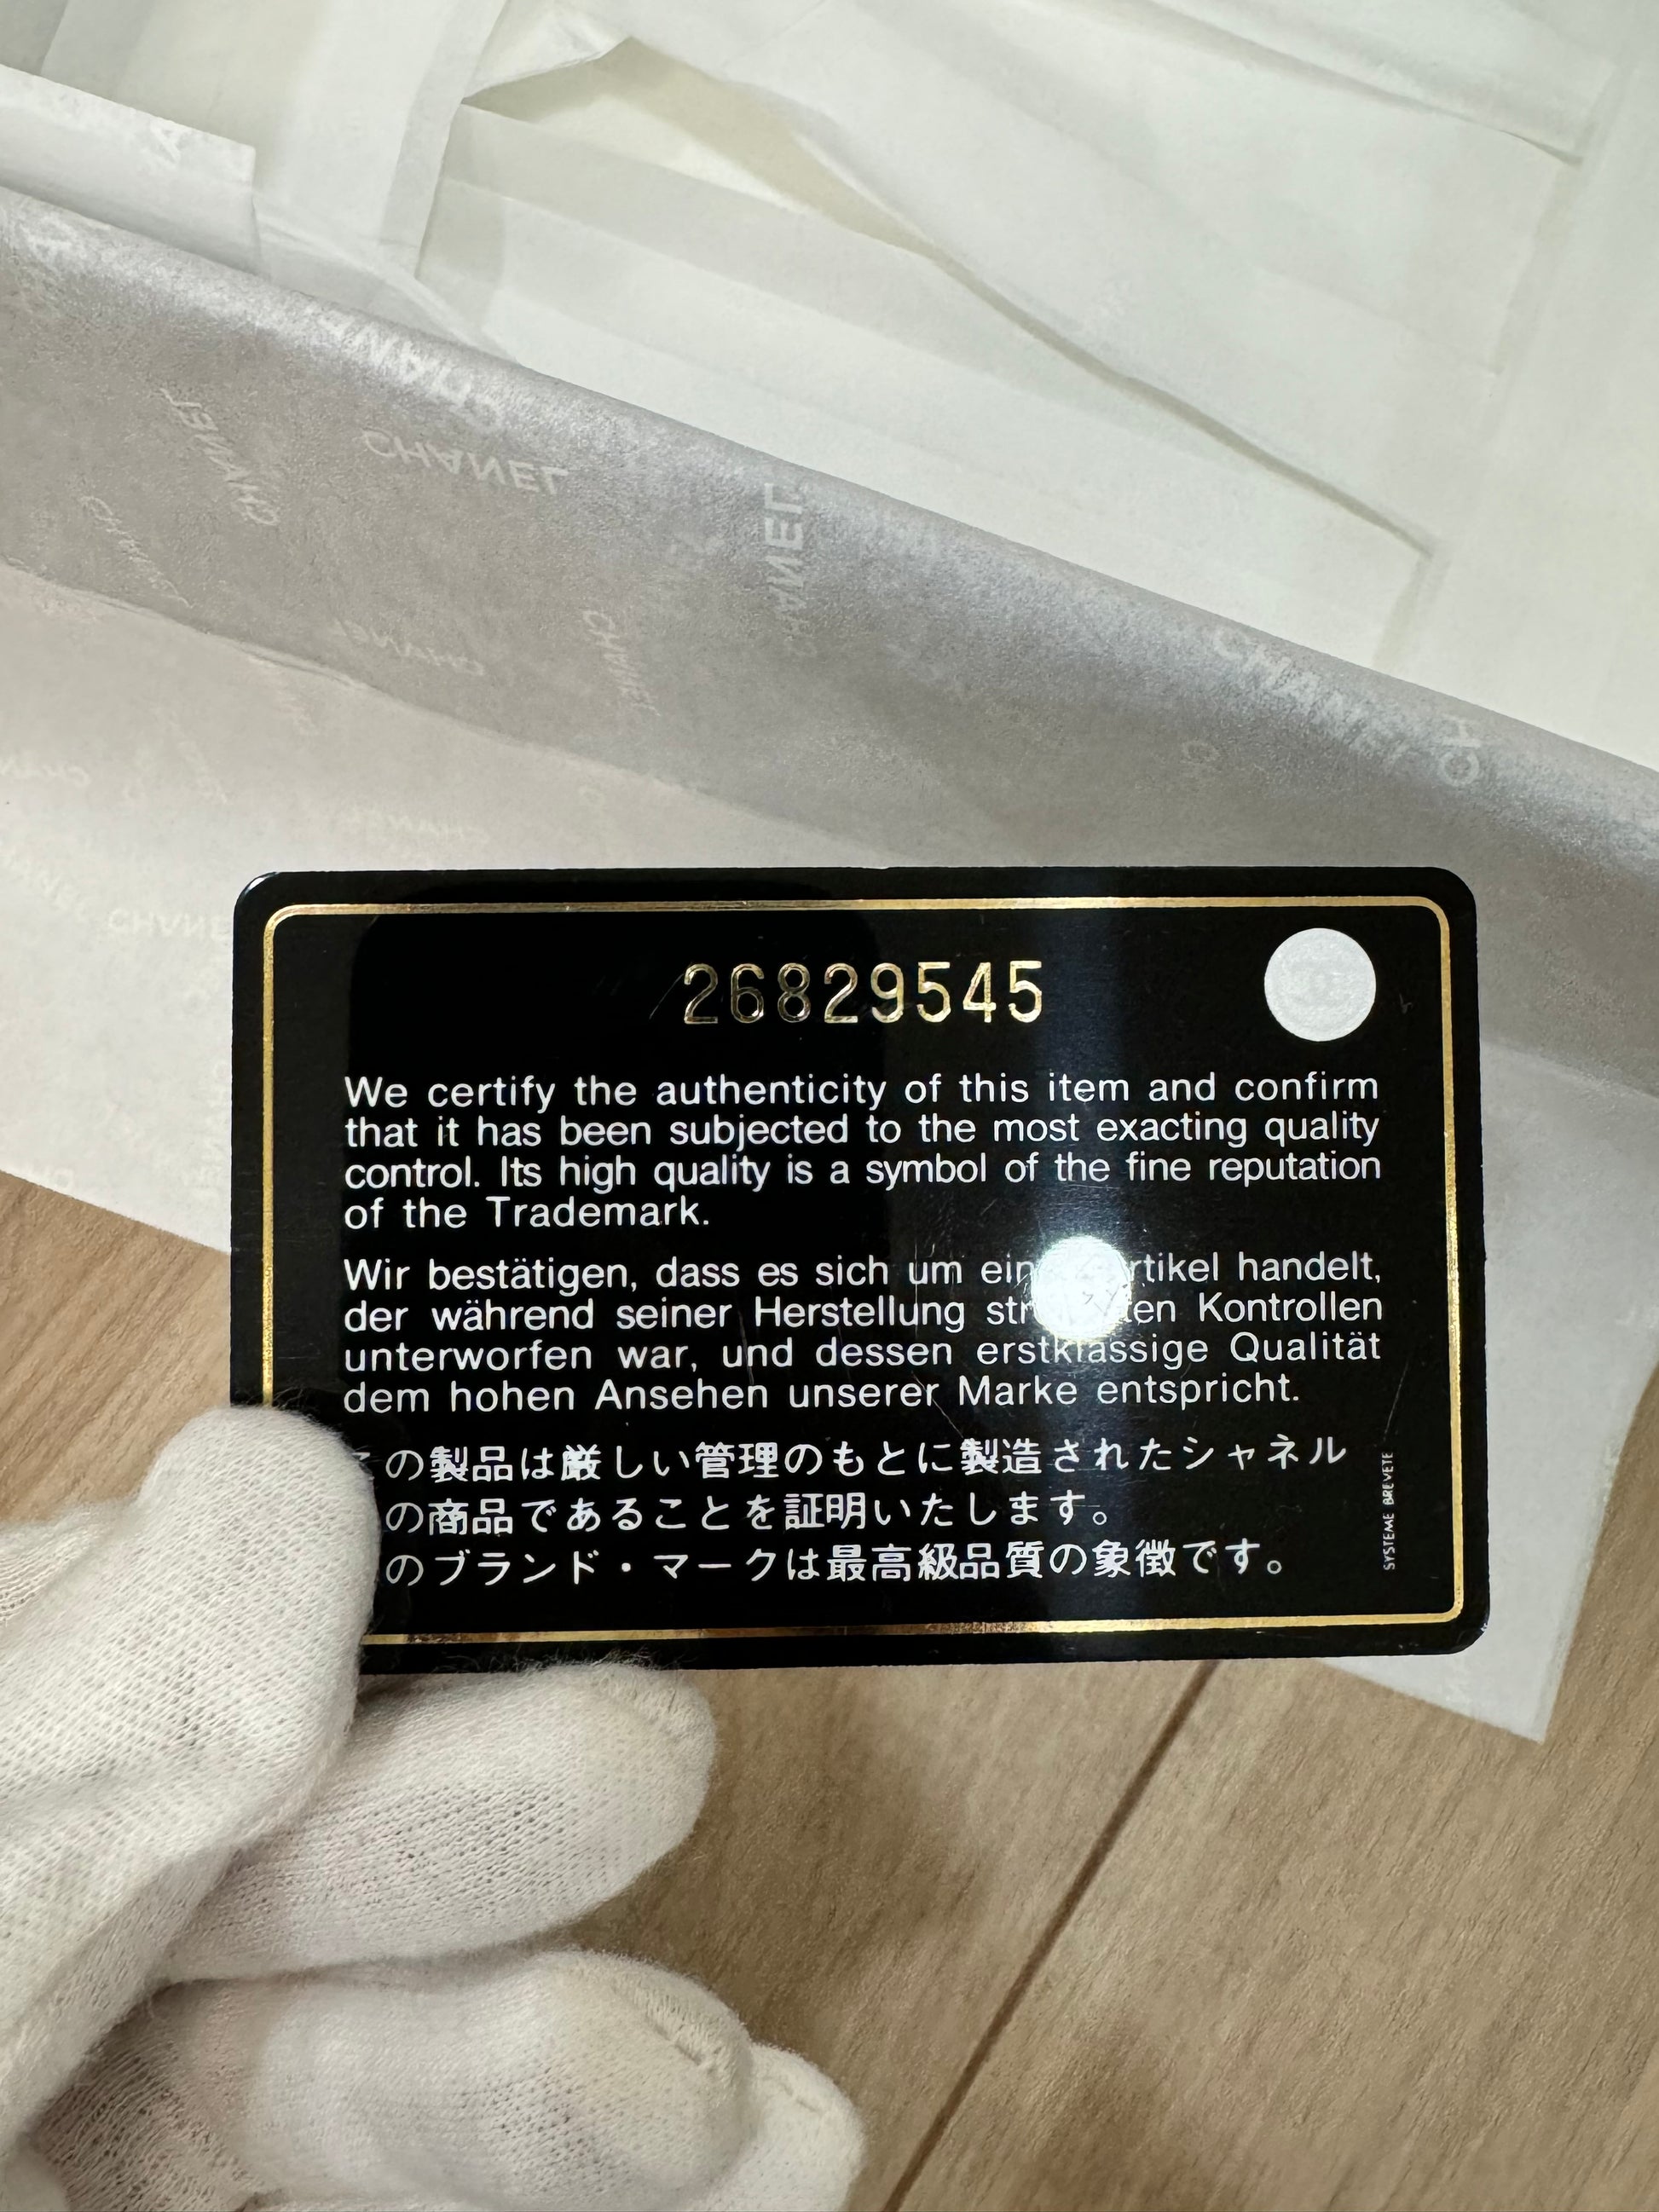 CHANEL
CHANEL
CHANEL
CHANEL
26829545
We certify the authenticity of this item and confirm
that it has been subjected to the most exacting quality
control. Its high quality is a symbol of the fine reputation
of the Trademark.
Wir bestätigen, dass es sich um handelt,
der während seiner Herstellung Kontrollen
unterworfen war, und dessen erstklassige Qualität
dem hohen Ansehen unserer Marke entspricht.
この製品は厳しい管理のもとに製造されたシャネル
の商品であることを証明いたします。
のブランド・マークは最高級品質の象徴です。
SYSTEME BREVETE